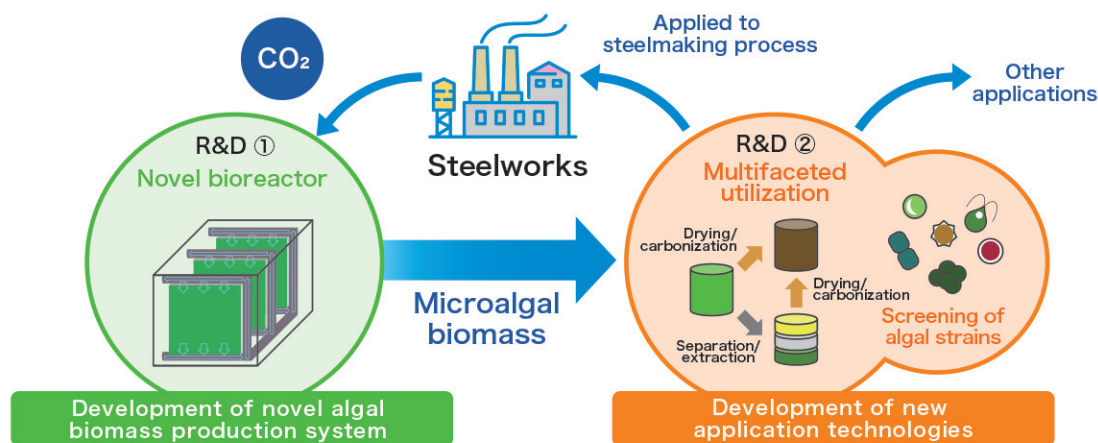 CO₂
Applied to
steelmaking process
Other
applications
R&D ①
Novel bioreactor
Steelworks
R&D ②
Multifaceted
utilization
Drying/
carbonization
Drying/
carbonization
Separation/
extraction
Microalgal
biomass
Screening of
algal strains
Development of novel algal
biomass production system
Development of new
application technologies